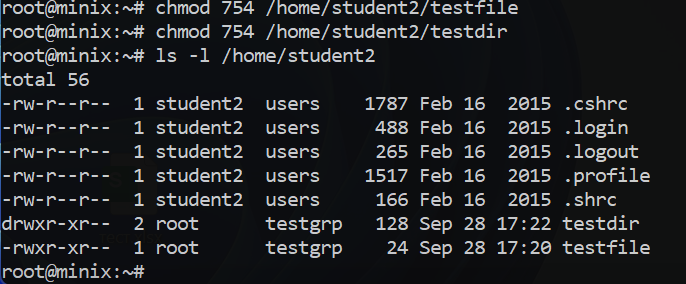 root@minix:~# chmod 754 /home/student2/testfile
root@minix:~# chmod 754 /home/student2/testdir
root@minix:~# ls -l /home/student2
total 56
-rw-r--r--  1 student2  users    1787 Feb 16  2015 .cshrc
-rw-r--r--  1 student2  users     488 Feb 16  2015 .login
-rw-r--r--  1 student2  users     265 Feb 16  2015 .logout
-rw-r--r--  1 student2  users    1517 Feb 16  2015 .profile
-rw-r--r--  1 student2  users     166 Feb 16  2015 .shrc
drwxr-xr--  2 root      testgrp   128 Sep 28 17:22 testdir
-rwxr-xr--  1 root      testgrp    24 Sep 28 17:20 testfile
root@minix:~#